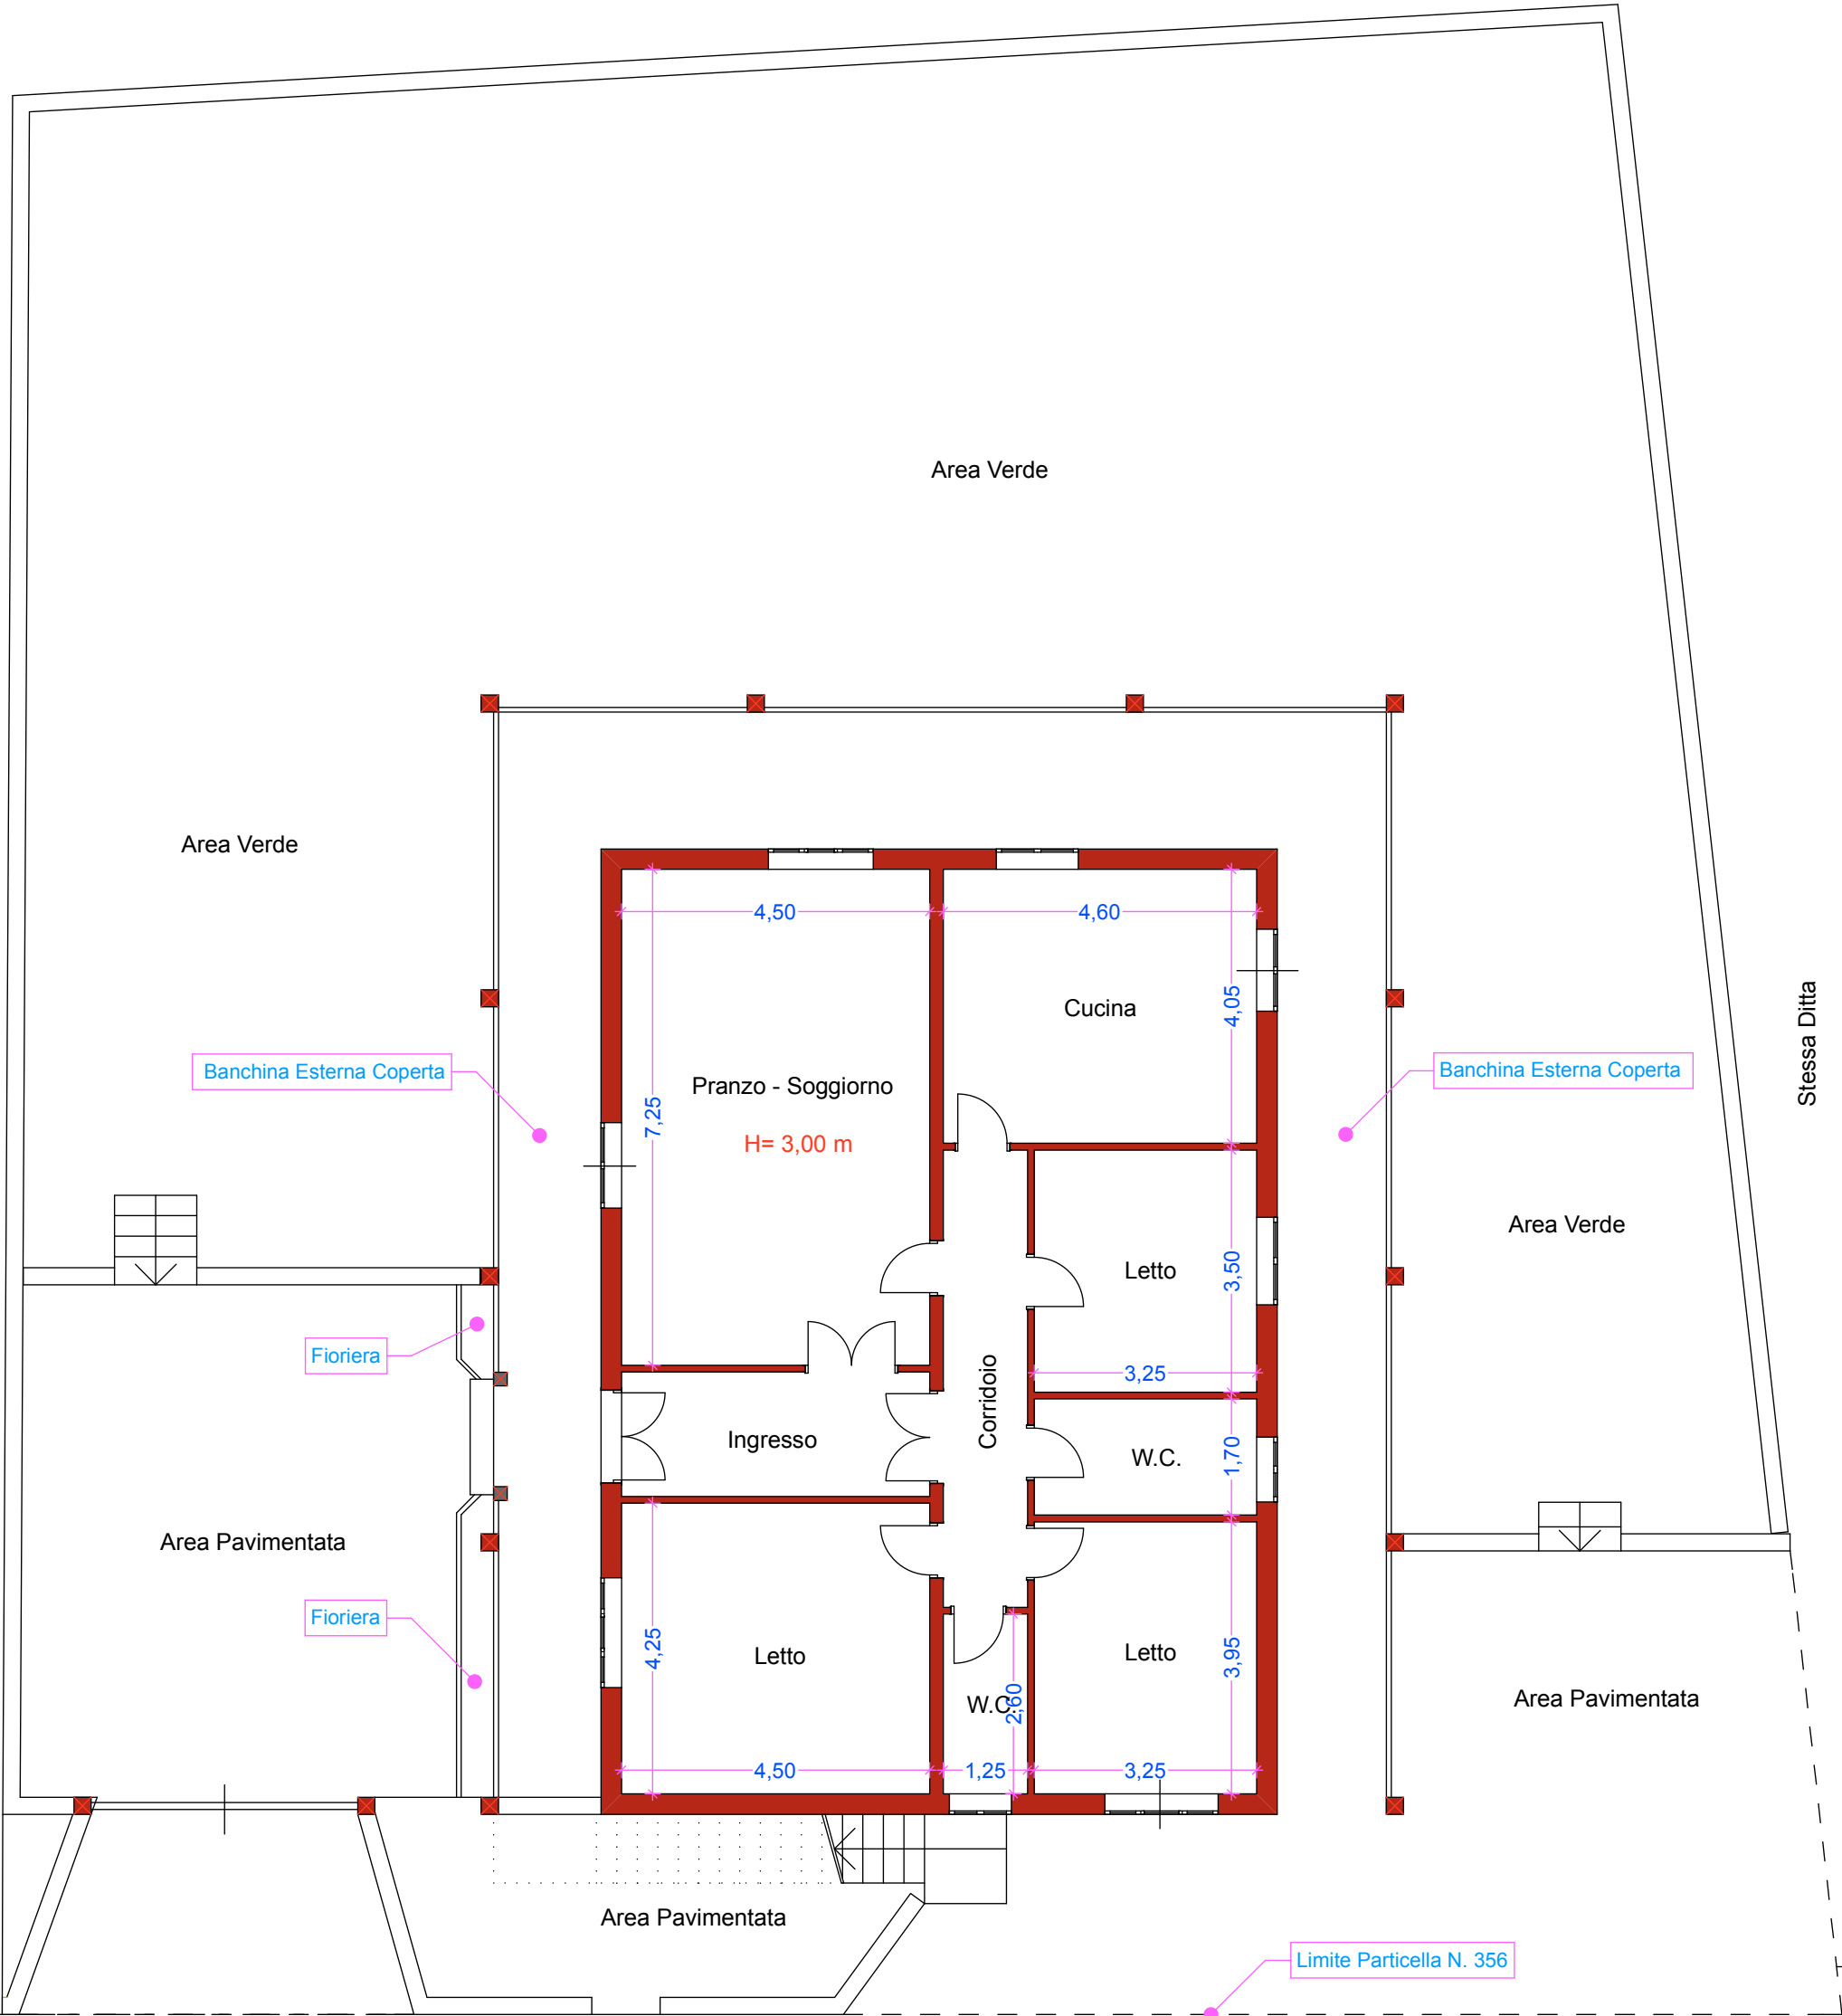 Area Verde
Area Verde
4,50
4,60
4,05
Cucina
Stessa Ditta
Banchina Esterna Coperta
Banchina Esterna Coperta
Pranzo - Soggiorno
7,25
H= 3,00 m
Area Verde
Letto
3,50
Fioriera
3,25
Corridoio
Ingresso
W.C.
1,70
Area Pavimentata
Fioriera
Letto
4,25
Letto
3,95
W.C.
2,60
Area Pavimentata
4,50
1,25
3,25
Area Pavimentata
Limite Particella N. 356